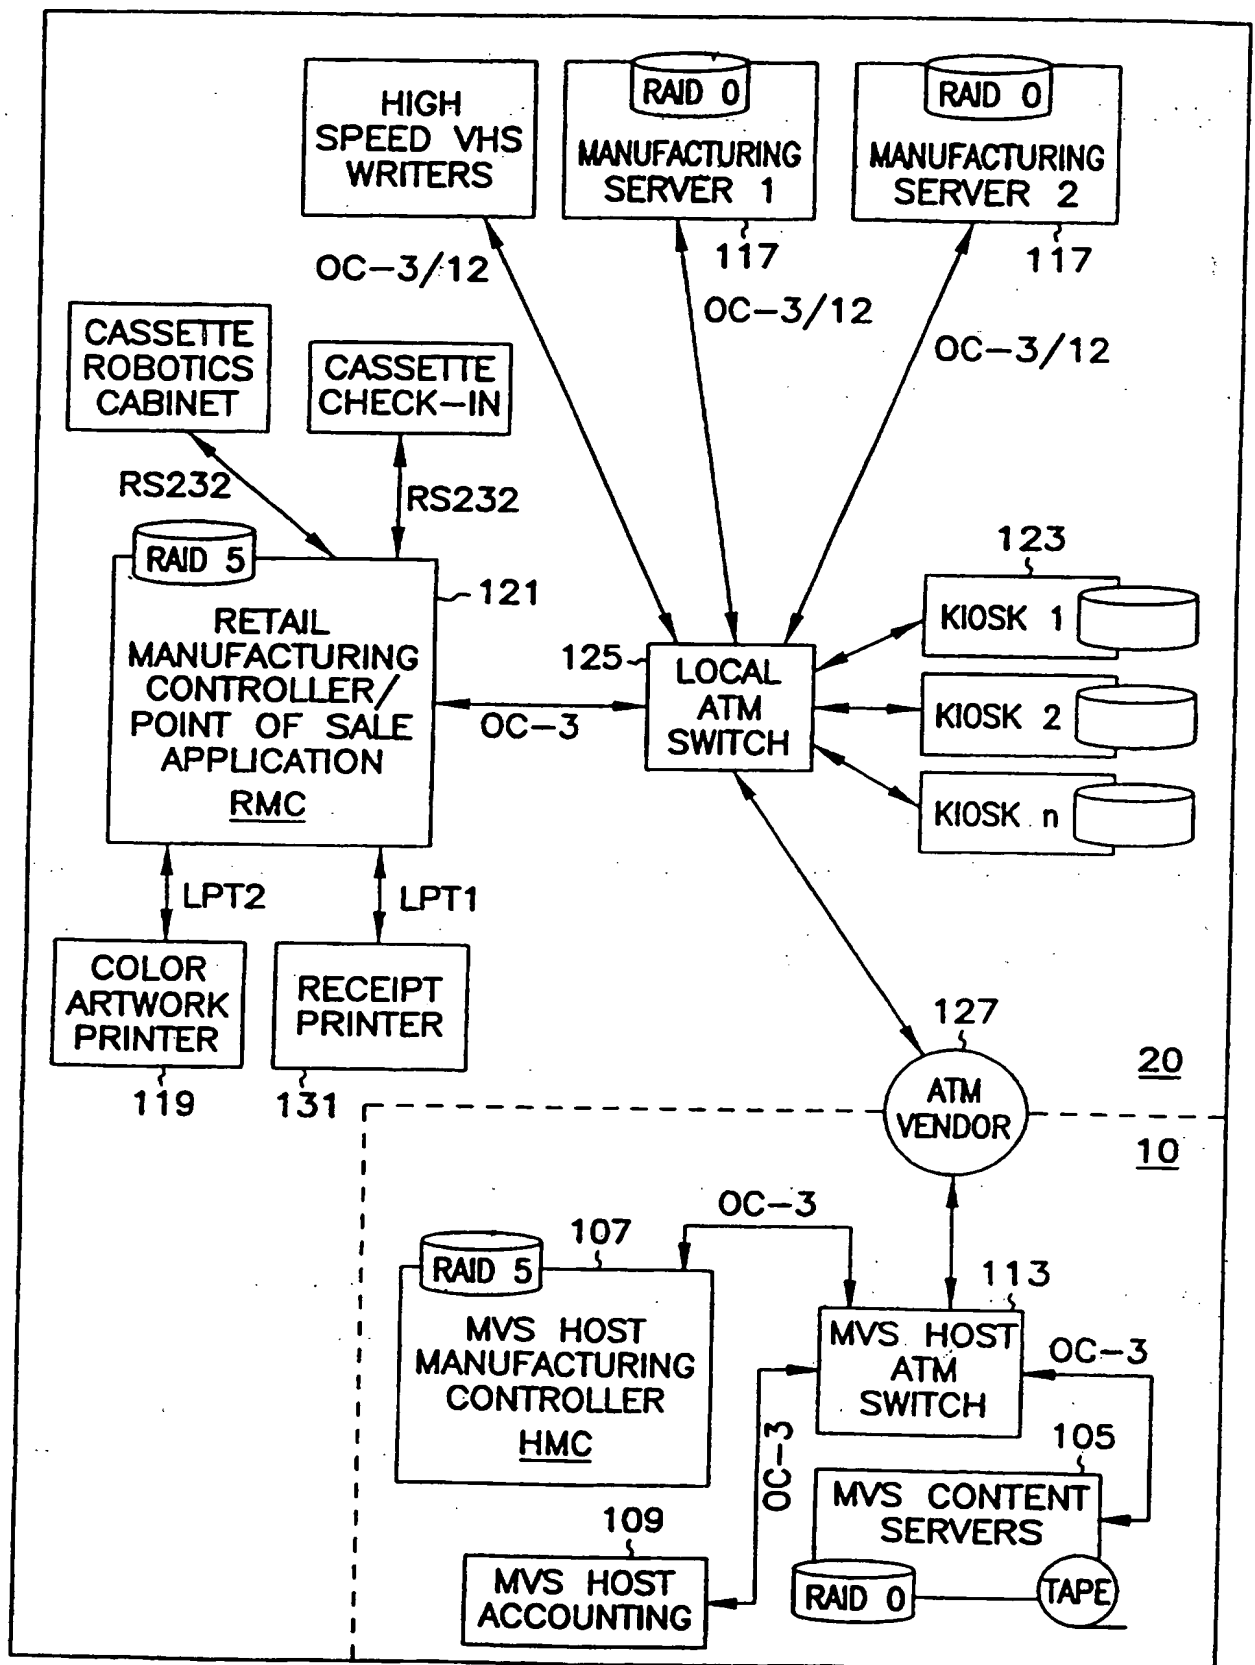 HIGH
SPEED VHS
WRITERS
RAID 0
MANUFACTURING
SERVER 1
RAID 0
MANUFACTURING
SERVER 2
117
117
OC-3/12
OC-3/12
OC-3/12
CASSETTE
ROBOTICS
CABINET
CASSETTE
CHECK-IN
RS232
RS232
RAID 5
121
RETAIL
MANUFACTURING
CONTROLLER/
POINT OF SALE
APPLICATION
RMC
OC-3
125
LOCAL
ATM
SWITCH
123
KIOSK 1
KIOSK 2
KIOSK n
LPT2
LPT1
COLOR
ARTWORK
PRINTER
119
RECEIPT
PRINTER
131
127
ATM
VENDOR
20
10
OC-3
107
RAID 5
MVS HOST
MANUFACTURING
CONTROLLER
HMC
113
MVS HOST
ATM
SWITCH
OC-3
OC-3
105
MVS CONTENT
SERVERS
RAID 0
TAPE
109
MVS HOST
ACCOUNTING